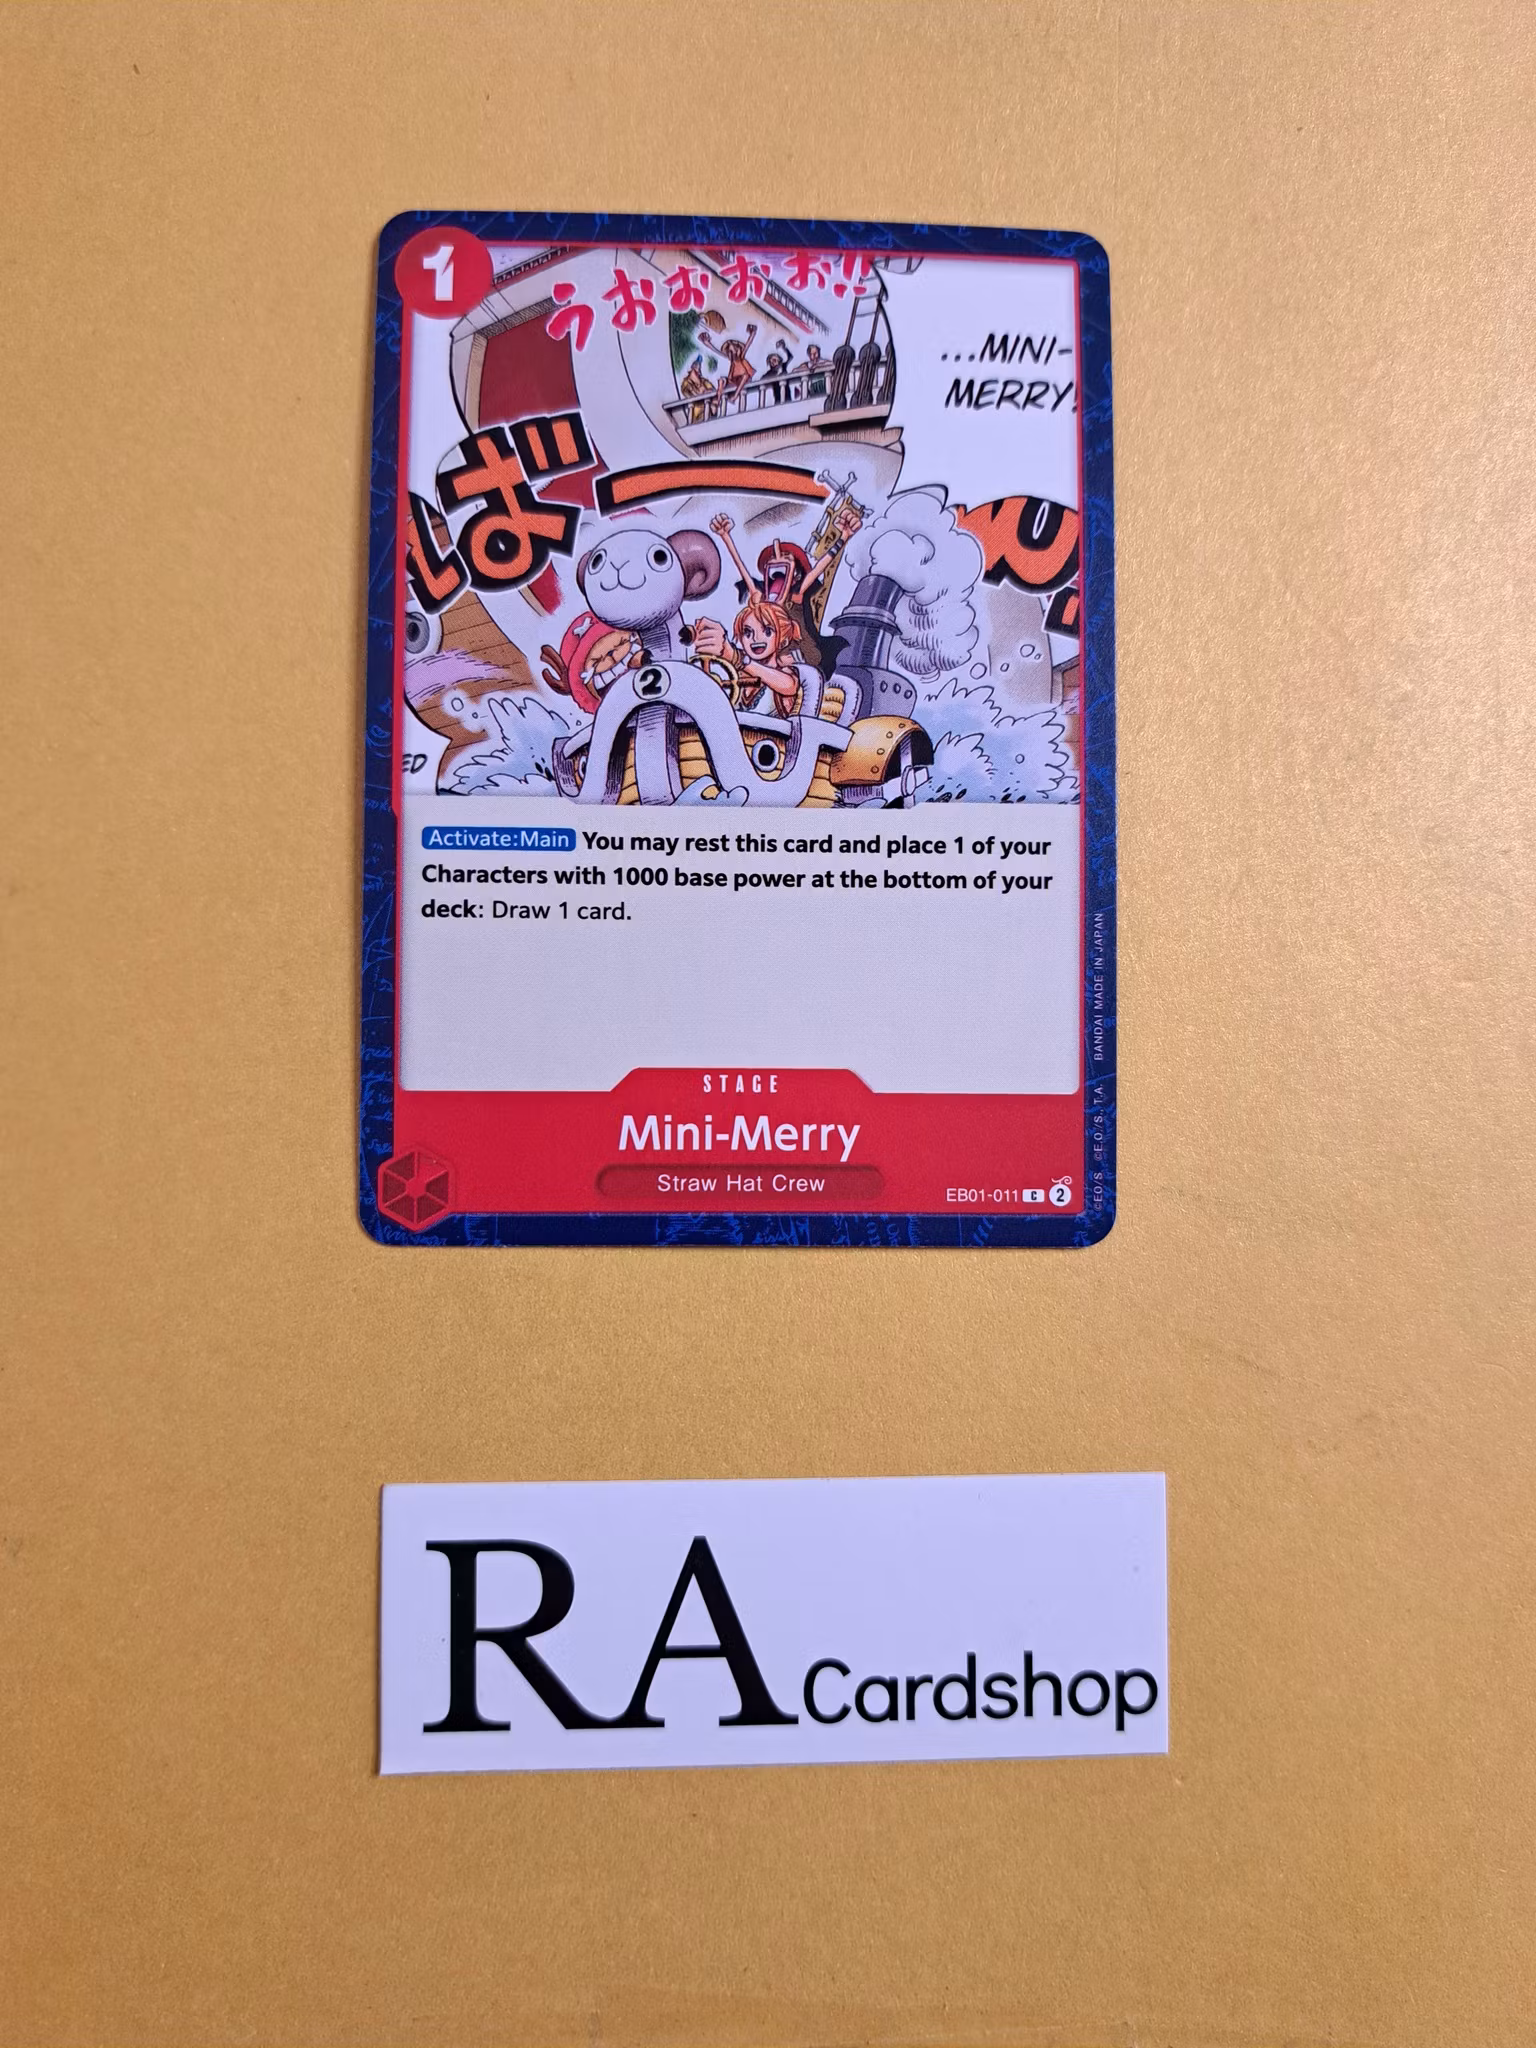 1
うおおおお!!
...MINI-
MERRY!
ば
ー
2
ED
Activate:Main You may rest this card and place 1 of your
Characters with 1000 base power at the bottom of your
deck: Draw 1 card.
STAGE
Mini-Merry
Straw Hat Crew
EB01-011 C 2
©E.O/S ©E.O./S., T.A. BANDAI MADE IN JAPAN
RA Cardshop